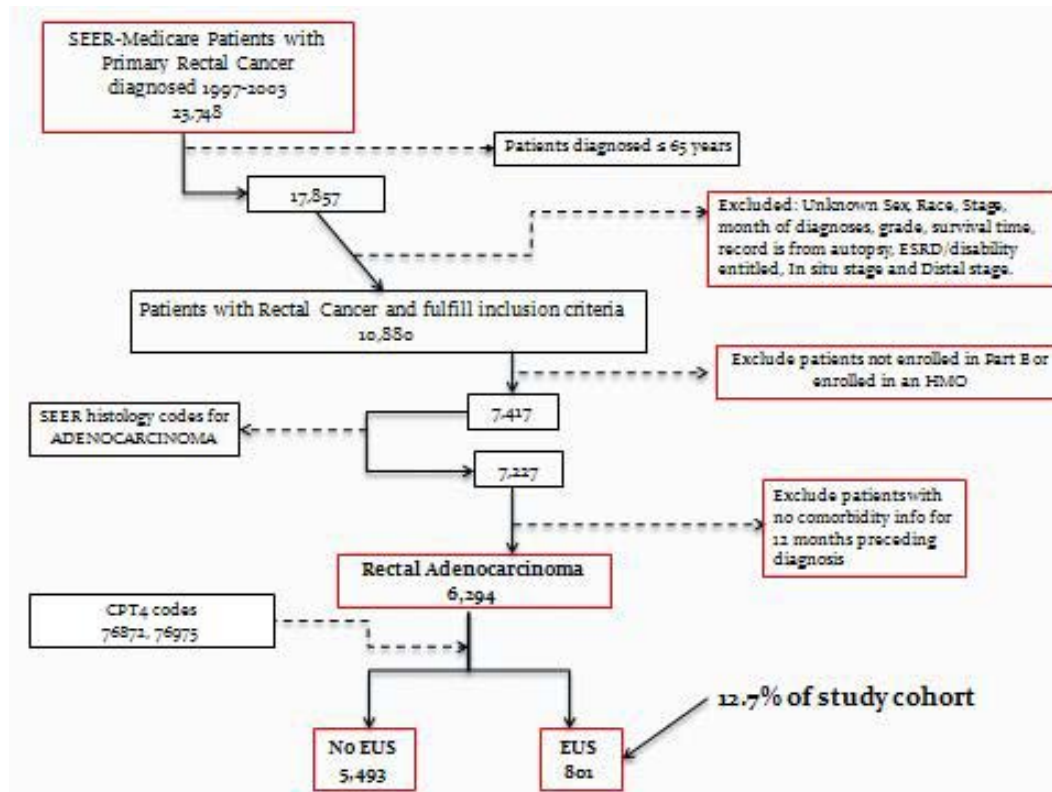 SEER-Medicare Patients with
Primary Rectal Cancer
diagnosed 1997-2003
23,748
Patients diagnosed ≤ 65 years
17,857
Excluded: Unknown Sex, Race, Stage,
month of diagnoses, grade, survival time,
record is from autopsy, ESRD/disability
entitled, In situ stage and Distal stage.
Patients with Rectal Cancer and fulfill inclusion criteria
10,880
Exclude patients not enrolled in Part B or
enrolled in an HMO
7,417
SEER histology codes for
ADENOCARCINOMA
7,227
Exclude patients with
no comorbidity info for
12 months preceding
diagnosis
Rectal Adenocarcinoma
6,294
CPT4 codes
76872, 76975
12.7% of study cohort
No EUS
5,493
EUS
801